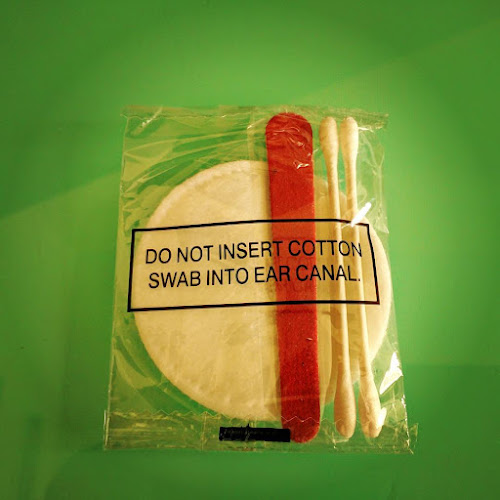 DO NOT INSERT COTTON
SWAB INTO EAR CANAL.